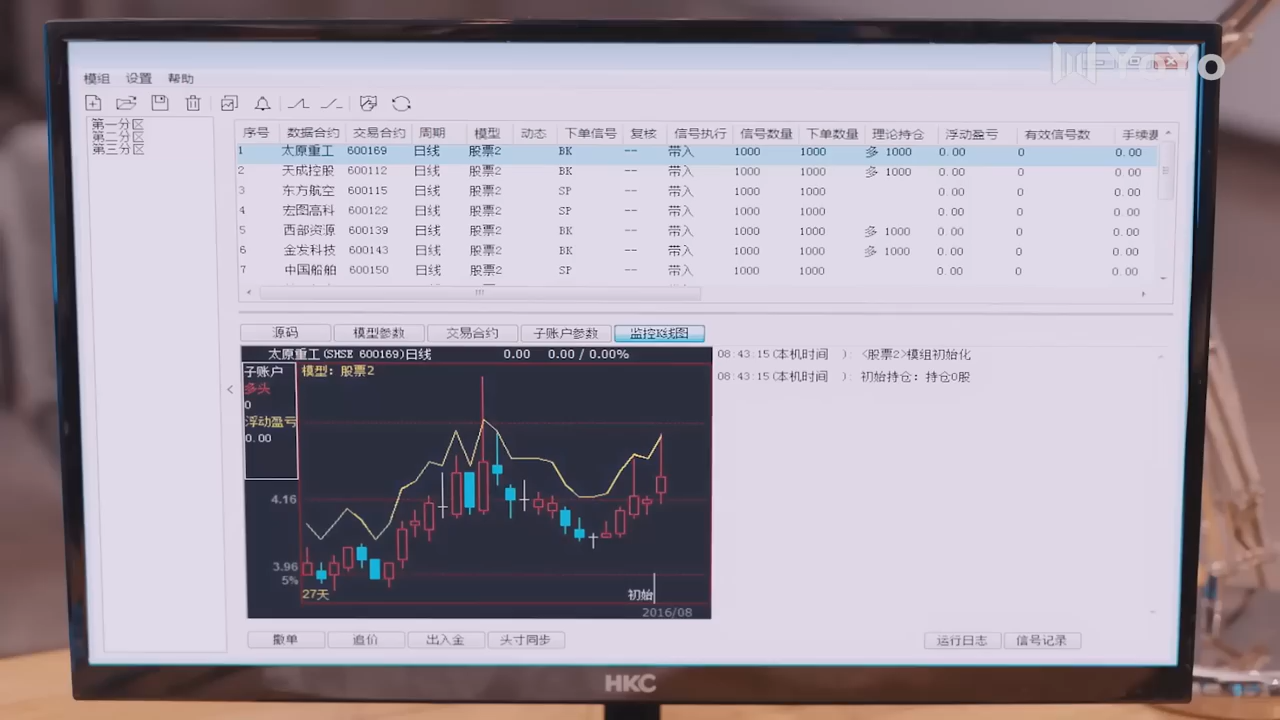 YoYo
模组 设置 帮助
第一分区
第二分区
第三分区
序号 数据合约 交易合约 周期 模型 动态 下单信号 复核 信号执行 信号数量 下单数量 理论持仓 浮动盈亏 有效信号数 手续费
1 太原重工 600169 日线 股票2 BK -- 带入 1000 1000 多 1000 0.00 0 0.00
2 天成控股 600112 日线 股票2 BK -- 带入 1000 1000 多 1000 0.00 0 0.00
3 东方航空 600115 日线 股票2 SP -- 带入 1000 1000 0.00 0 0.00
4 宏图高科 600122 日线 股票2 SP -- 带入 1000 1000 0.00 0 0.00
5 西部资源 600139 日线 股票2 BK -- 带入 1000 1000 多 1000 0.00 0 0.00
6 金发科技 600143 日线 股票2 BK -- 带入 1000 1000 多 1000 0.00 0 0.00
7 中国船舶 600150 日线 股票2 SP -- 带入 1000 1000 0.00 0 0.00
源码 模型参数 交易合约 子账户参数 监控K线图
太原重工(SHSE 600169)日线 0.00 0.00 / 0.00%
子账户
多头
0
浮动盈亏
0.00
模型：股票2
4.16
3.96
5%
27天
初始
2016/08
08:43:15(本机时间 ): <股票2>模组初始化
08:43:15(本机时间 ): 初始持仓: 持仓0股
撤单 追价 出入金 头寸同步 运行日志 信号记录
HKC